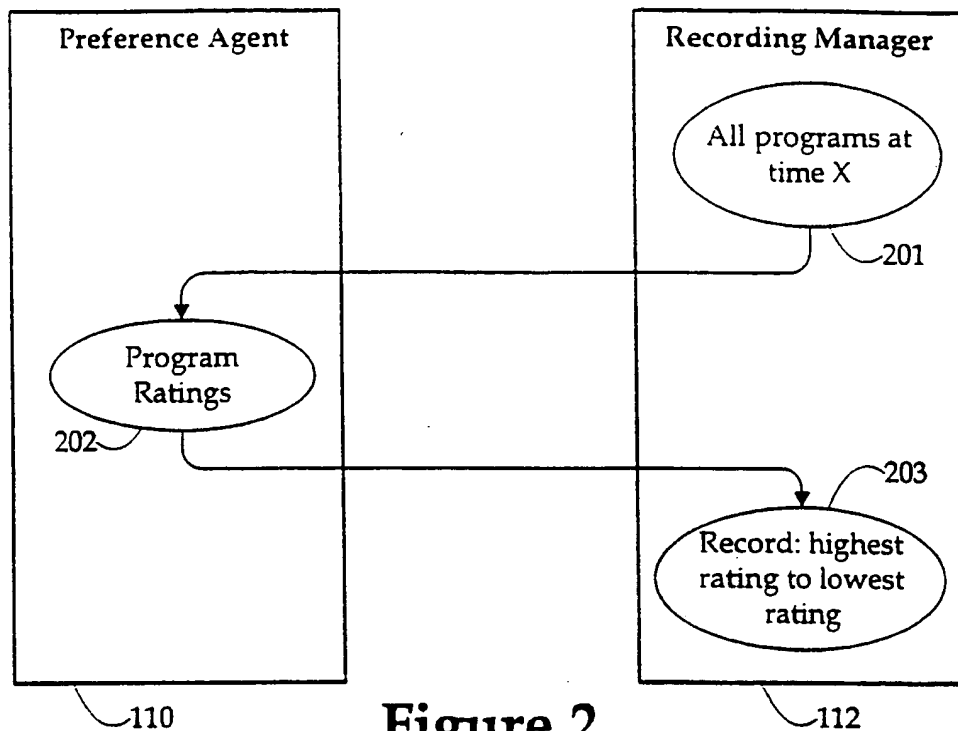 Preference Agent
Recording Manager
All programs at
time X
201
Program
Ratings
202
203
Record: highest
rating to lowest
rating
110
112
Figure 2